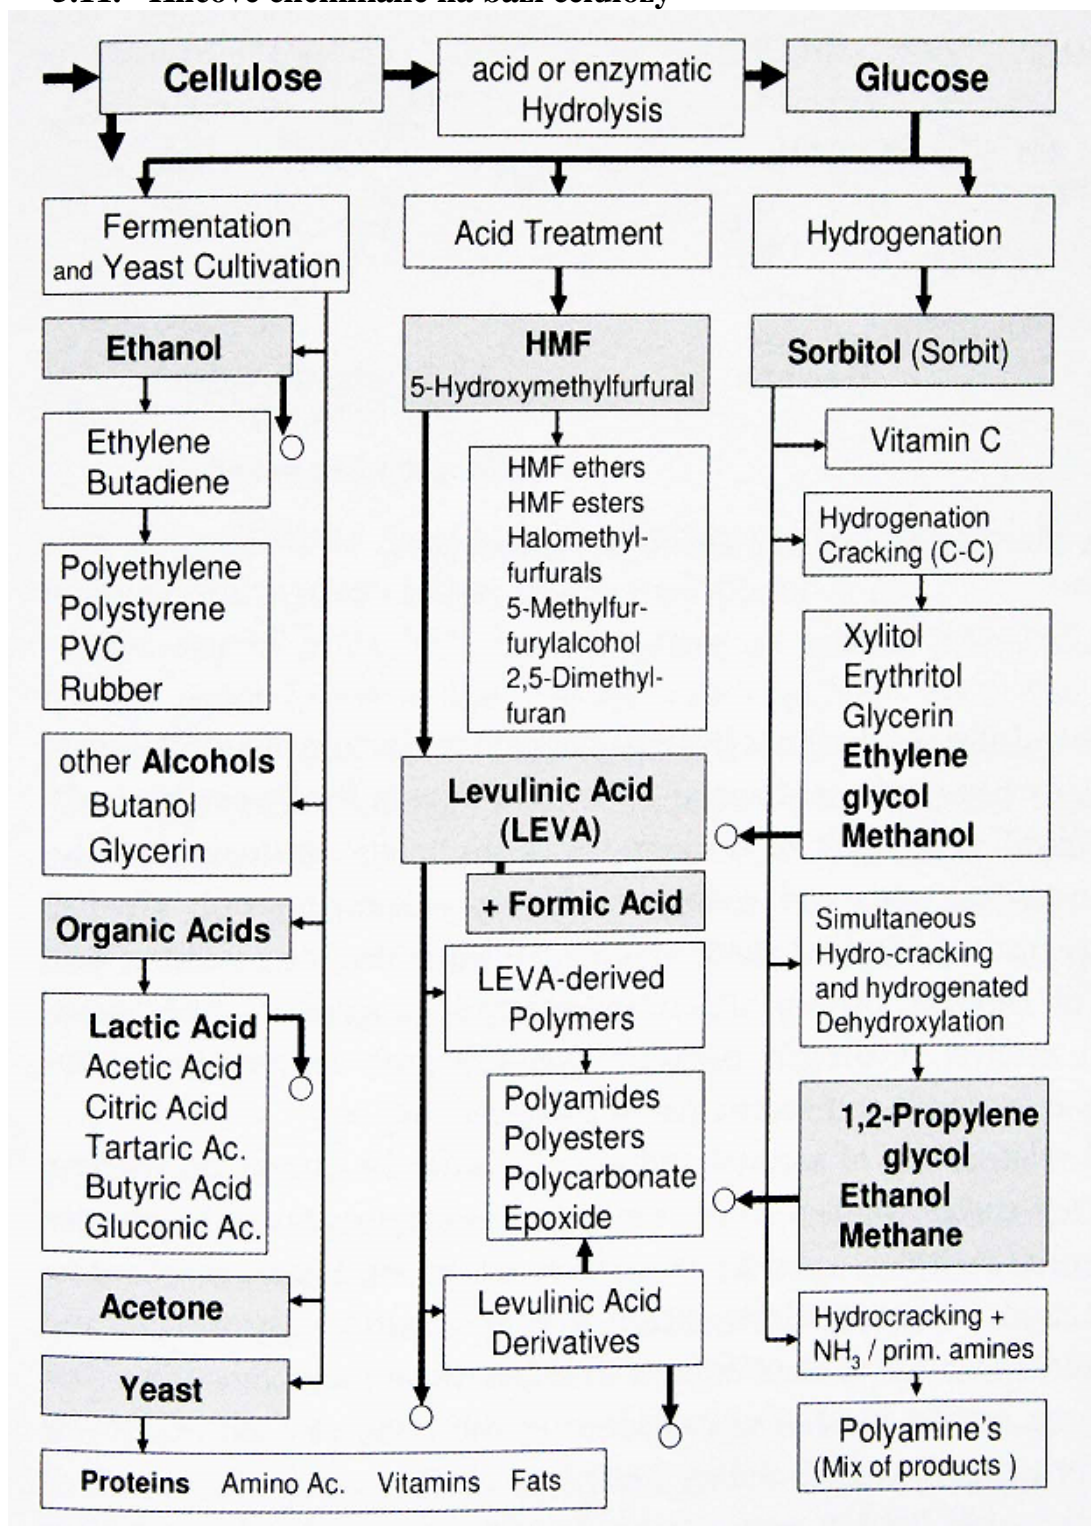 Cellulose
acid or enzymatic
Hydrolysis
Glucose
Fermentation
and Yeast Cultivation
Acid Treatment
Hydrogenation
Ethanol
Ethylene
Butadiene
Polyethylene
Polystyrene
PVC
Rubber
other Alcohols
Butanol
Glycerin
Organic Acids
Lactic Acid
Acetic Acid
Citric Acid
Tartaric Ac.
Butyric Acid
Gluconic Ac.
Acetone
Yeast
Proteins Amino Ac. Vitamins Fats
HMF
5-Hydroxymethylfurfural
HMF ethers
HMF esters
Halomethyl-
furfurals
5-Methylfur-
furylalcohol
2,5-Dimethyl-
furan
Levulinic Acid
(LEVA)
+ Formic Acid
LEVA-derived
Polymers
Polyamides
Polyesters
Polycarbonate
Epoxide
Levulinic Acid
Derivatives
Sorbitol (Sorbit)
Vitamin C
Hydrogenation
Cracking (C-C)
Xylitol
Erythritol
Glycerin
Ethylene
glycol
Methanol
Simultaneous
Hydro-cracking
and hydrogenated
Dehydroxylation
1,2-Propylene
glycol
Ethanol
Methane
Hydrocracking +
NH3 / prim. amines
Polyamine's
(Mix of products )